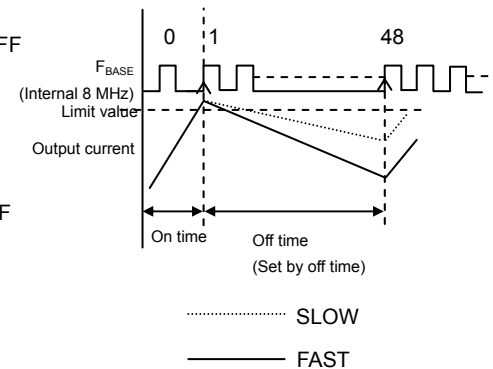 FF
0 1 48
FBASE
(Internal 8 MHz)
Limit value
Output current
F
On time
Off time
(Set by off time)
SLOW
FAST